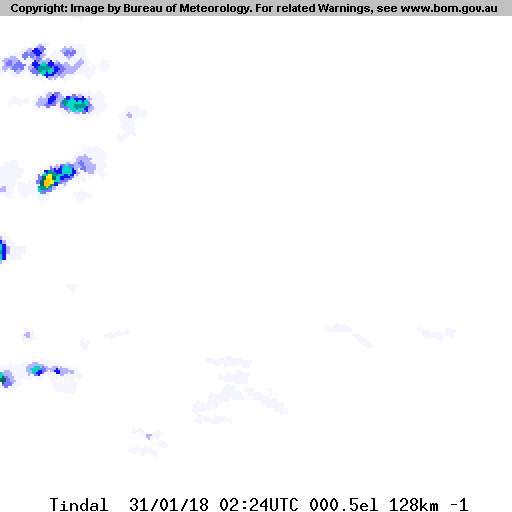 Copyright: Image by Bureau of Meteorology. For related Warnings, see www.bom.gov.au
Tindal 31/01/18 02:24UTC 000.5el 128km -1